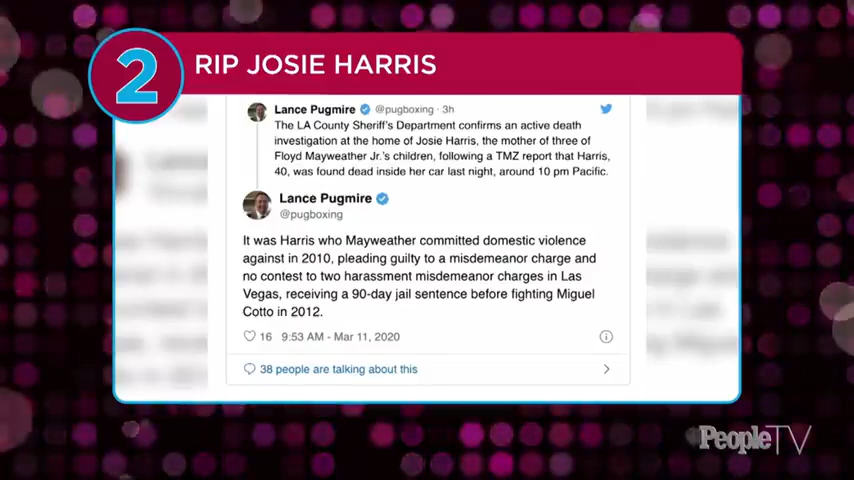 2
RIP JOSIE HARRIS
Lance Pugmire @pugboxing · 3h
The LA County Sheriff's Department confirms an active death
investigation at the home of Josie Harris, the mother of three of
Floyd Mayweather Jr.'s children, following a TMZ report that Harris,
40, was found dead inside her car last night, around 10 pm Pacific.
Lance Pugmire
@pugboxing
It was Harris who Mayweather committed domestic violence
against in 2010, pleading guilty to a misdemeanor charge and
no contest to two harassment misdemeanor charges in Las
Vegas, receiving a 90-day jail sentence before fighting Miguel
Cotto in 2012.
16 9:53 AM - Mar 11, 2020
38 people are talking about this
PeopleTV